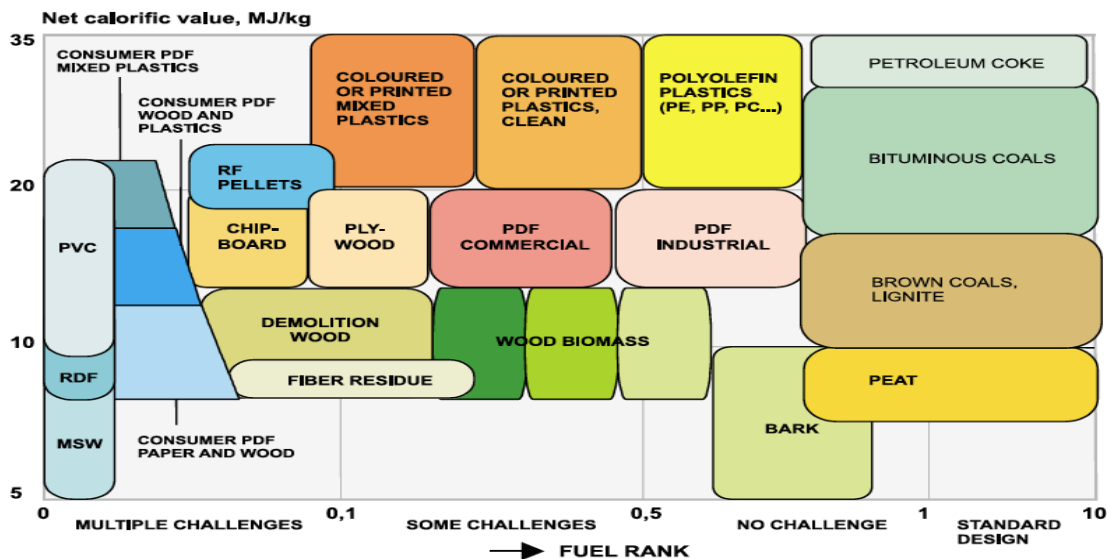 Net calorific value, MJ/kg
35
CONSUMER PDF
MIXED PLASTICS
CONSUMER PDF
WOOD AND
PLASTICS
COLOURED
OR PRINTED
MIXED
PLASTICS
COLOURED
OR PRINTED
PLASTICS,
CLEAN
POLYOLEFIN
PLASTICS
(PE, PP, PC...)
PETROLEUM COKE
BITUMINOUS COALS
RF
PELLETS
20
CHIP-
BOARD
PLY-
WOOD
PDF
COMMERCIAL
PDF
INDUSTRIAL
PVC
BROWN COALS,
LIGNITE
DEMOLITION
WOOD
WOOD BIOMASS
10
RDF
FIBER RESIDUE
PEAT
MSW
CONSUMER PDF
PAPER AND WOOD
BARK
5
0
0,1
0,5
1
10
MULTIPLE CHALLENGES
SOME CHALLENGES
NO CHALLENGE
STANDARD
DESIGN
FUEL RANK